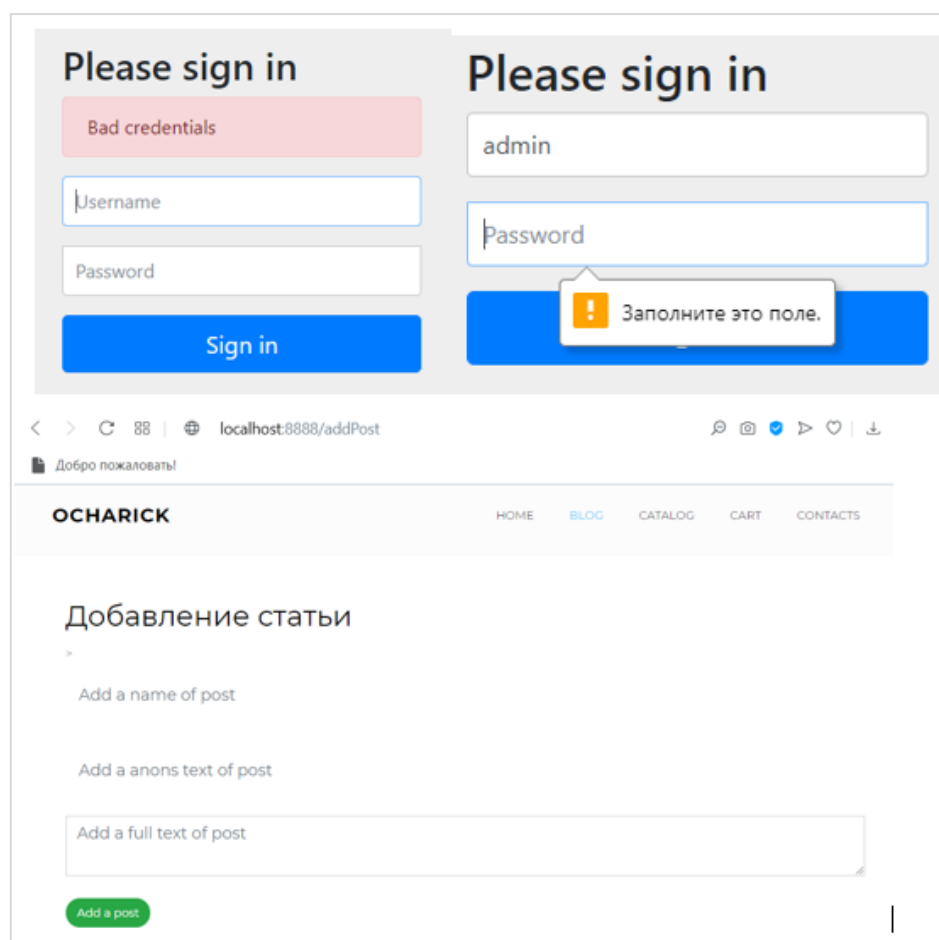 Please sign in
Bad credentials
Username
Password
Sign in
Please sign in
admin
Password
Заполните это поле.
localhost:8888/addPost
Добро пожаловать!
OCHARICK HOME BLOG CATALOG CART CONTACTS
Добавление статьи
>
Add a name of post
Add a anons text of post
Add a full text of post
Add a post